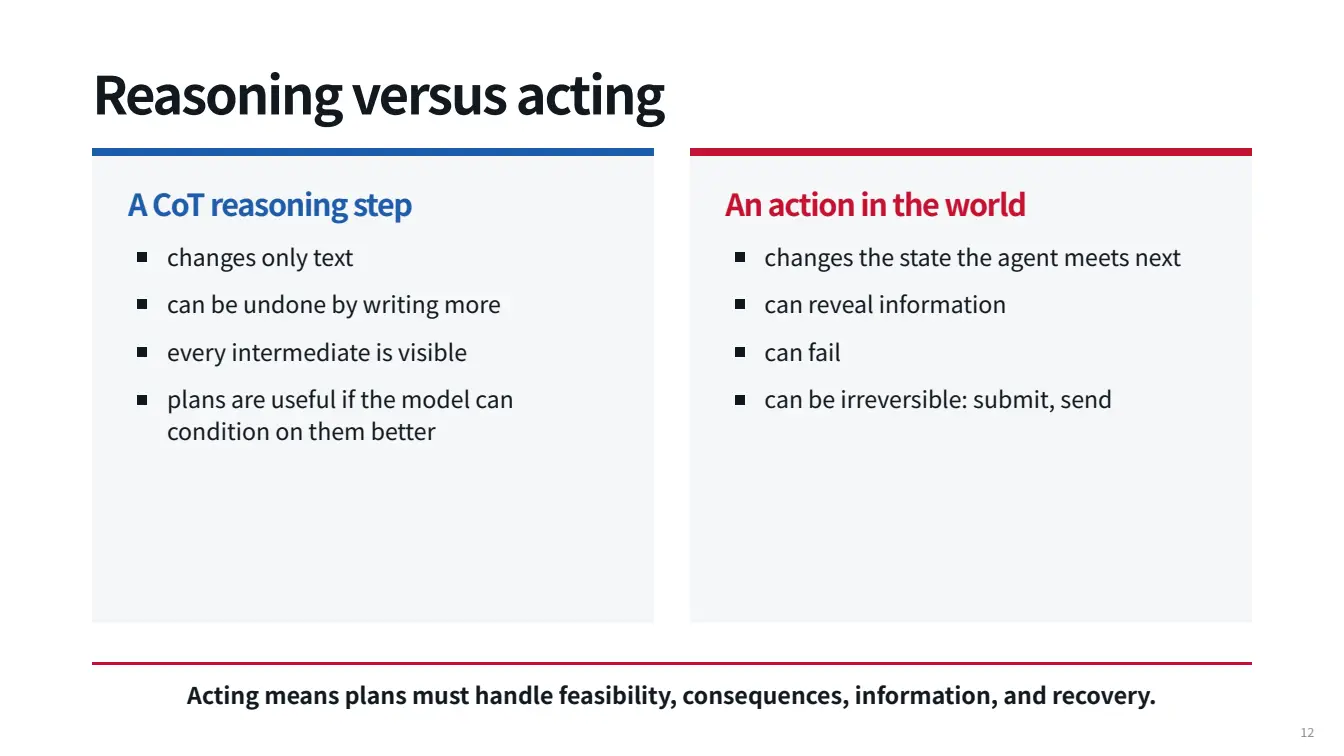 Reasoning versus acting
A CoT reasoning step
changes only text
can be undone by writing more
every intermediate is visible
plans are useful if the model can
condition on them better
An action in the world
changes the state the agent meets next
can reveal information
can fail
can be irreversible: submit, send
Acting means plans must handle feasibility, consequences, information, and recovery.
12